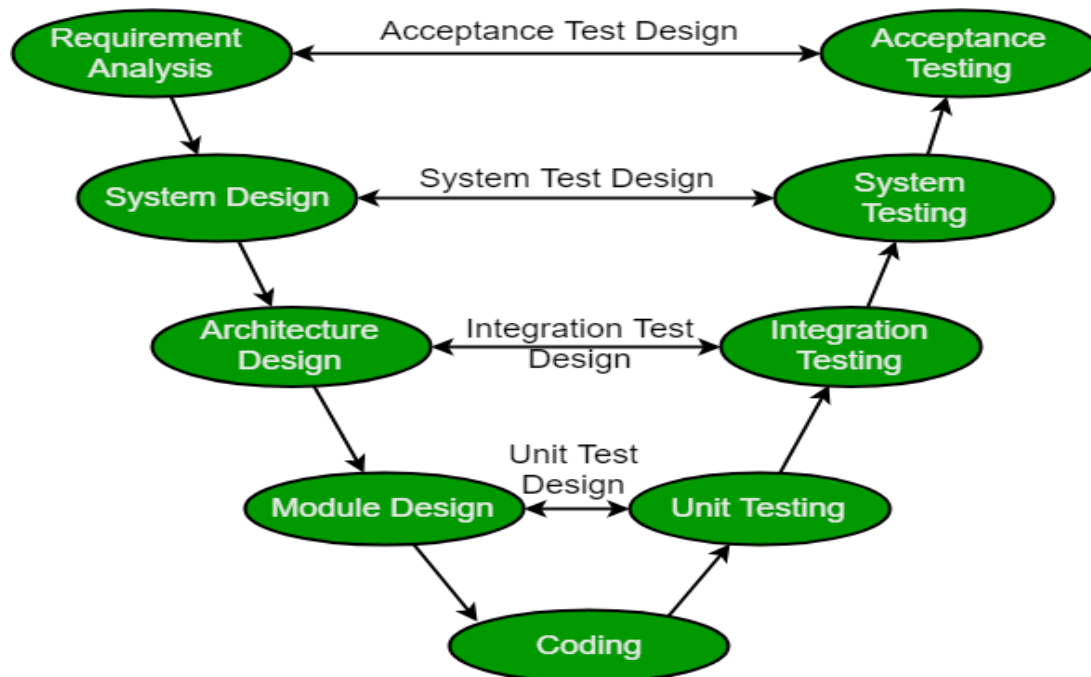 Requirement
Analysis
Acceptance Test Design
Acceptance
Testing
System Design
System Test Design
System
Testing
Architecture
Design
Integration Test
Design
Integration
Testing
Module Design
Unit Test
Design
Unit Testing
Coding